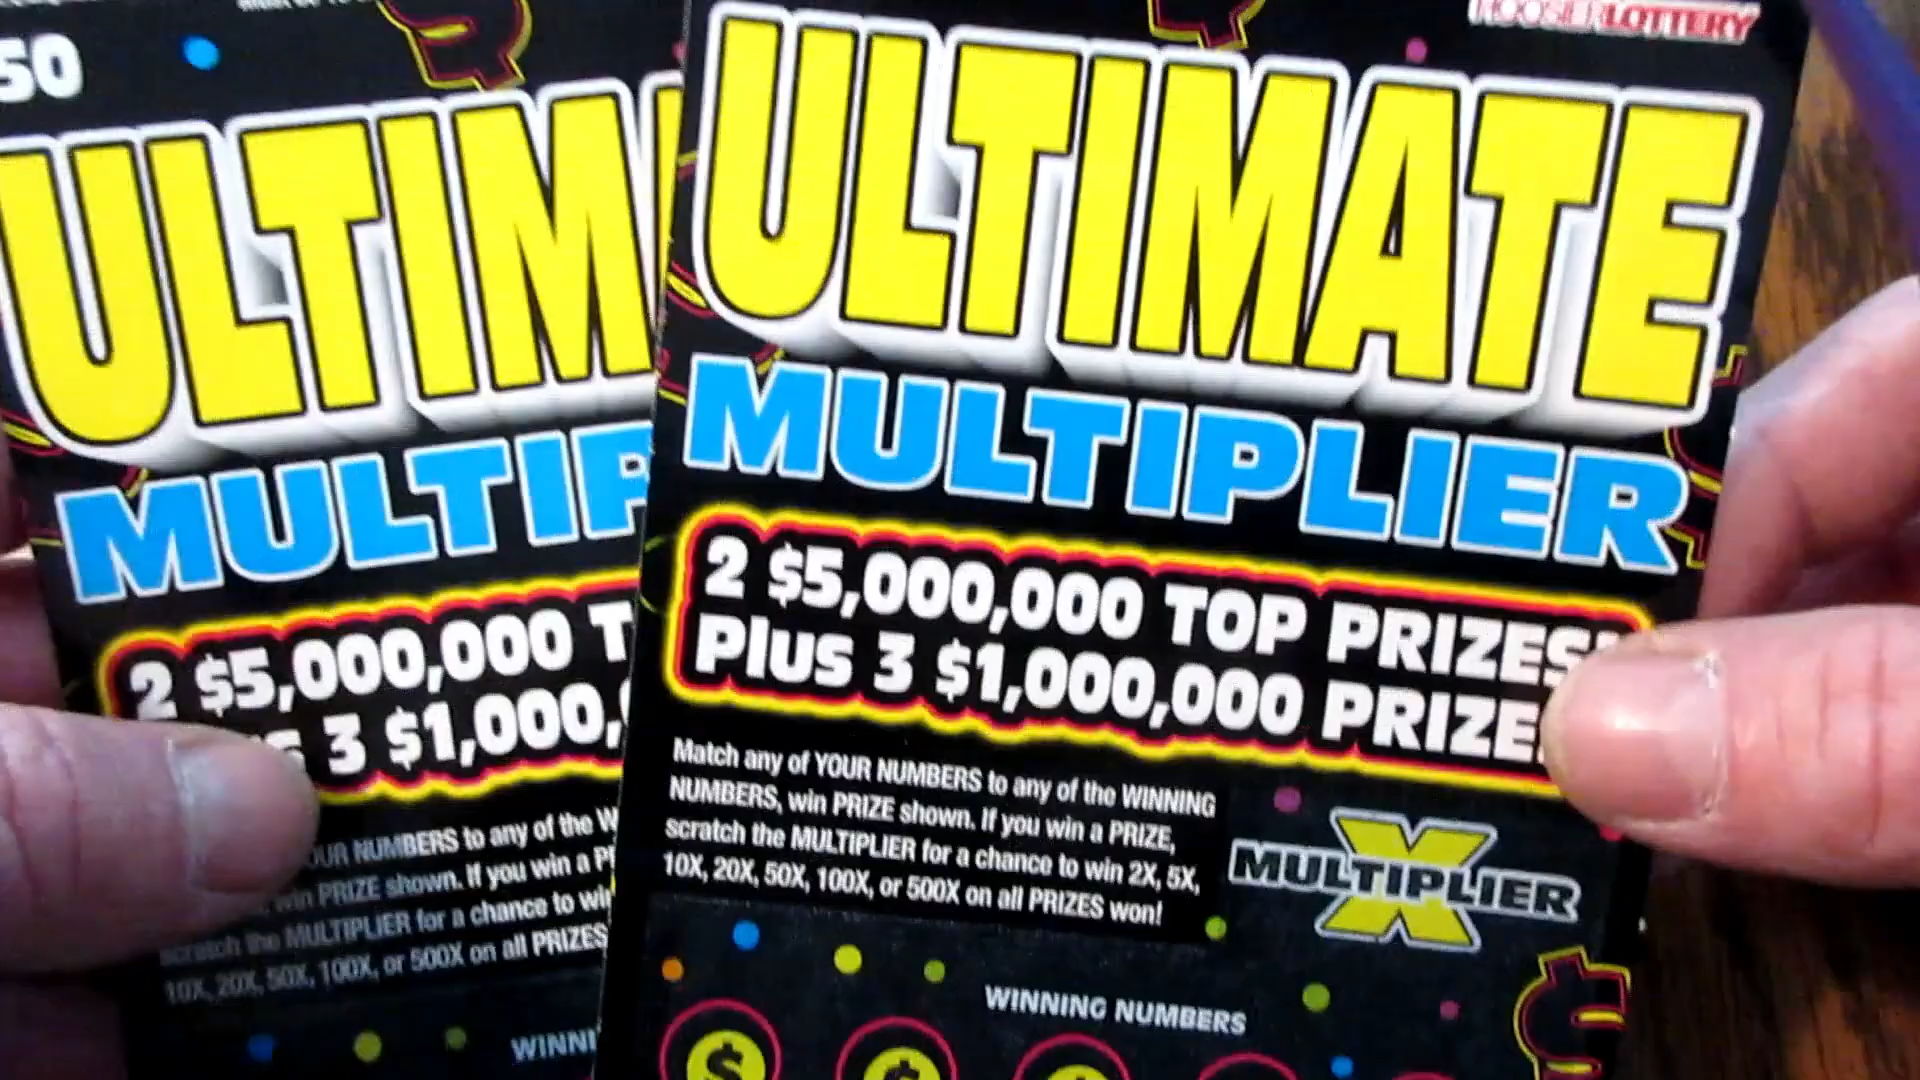 50
ULTIM
MULTIP
2 $5,000,000 T
3 $1,000,
OUR NUMBERS to any of the W
win PRIZE shown. If you win a PR
scratch the MULTIPLIER for a chance to win
10X, 20X, 50X, 100X, or 500X on all PRIZES
WINNI
HOOSIER LOTTERY
ULTIMATE
MULTIPLIER
2 $5,000,000 TOP PRIZES!
Plus 3 $1,000,000 PRIZE
Match any of YOUR NUMBERS to any of the WINNING
NUMBERS, win PRIZE shown. If you win a PRIZE,
scratch the MULTIPLIER for a chance to win 2X, 5X,
10X, 20X, 50X, 100X, or 500X on all PRIZES won!
X
MULTIPLIER
WINNING NUMBERS
$ $